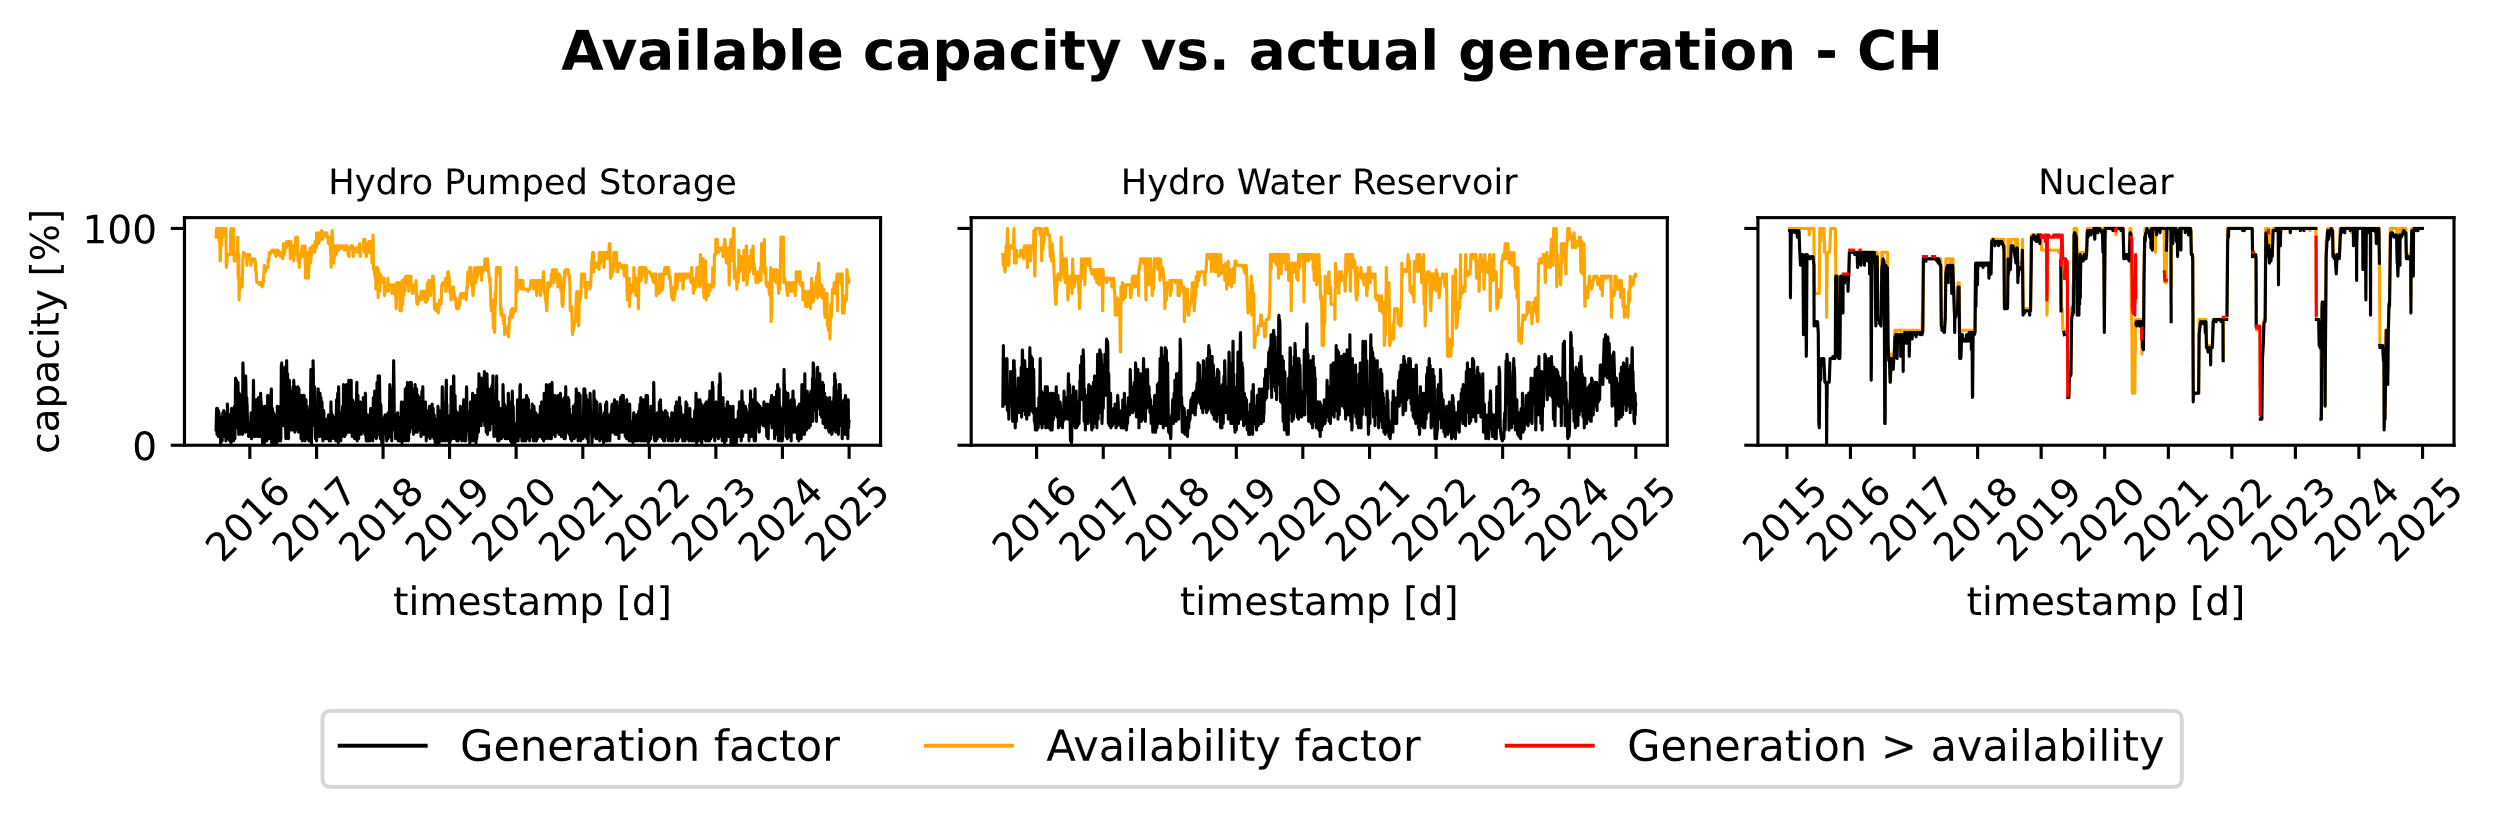 Available capacity vs. actual generation - CH
Hydro Pumped Storage
Hydro Water Reservoir
Nuclear
capacity [%]
100
0
2016 2017 2018 2019 2020 2021 2022 2023 2024 2025
2016 2017 2018 2019 2020 2021 2022 2023 2024 2025
2015 2016 2017 2018 2019 2020 2021 2022 2023 2024 2025
timestamp [d]
timestamp [d]
timestamp [d]
Generation factor
Availability factor
Generation > availability